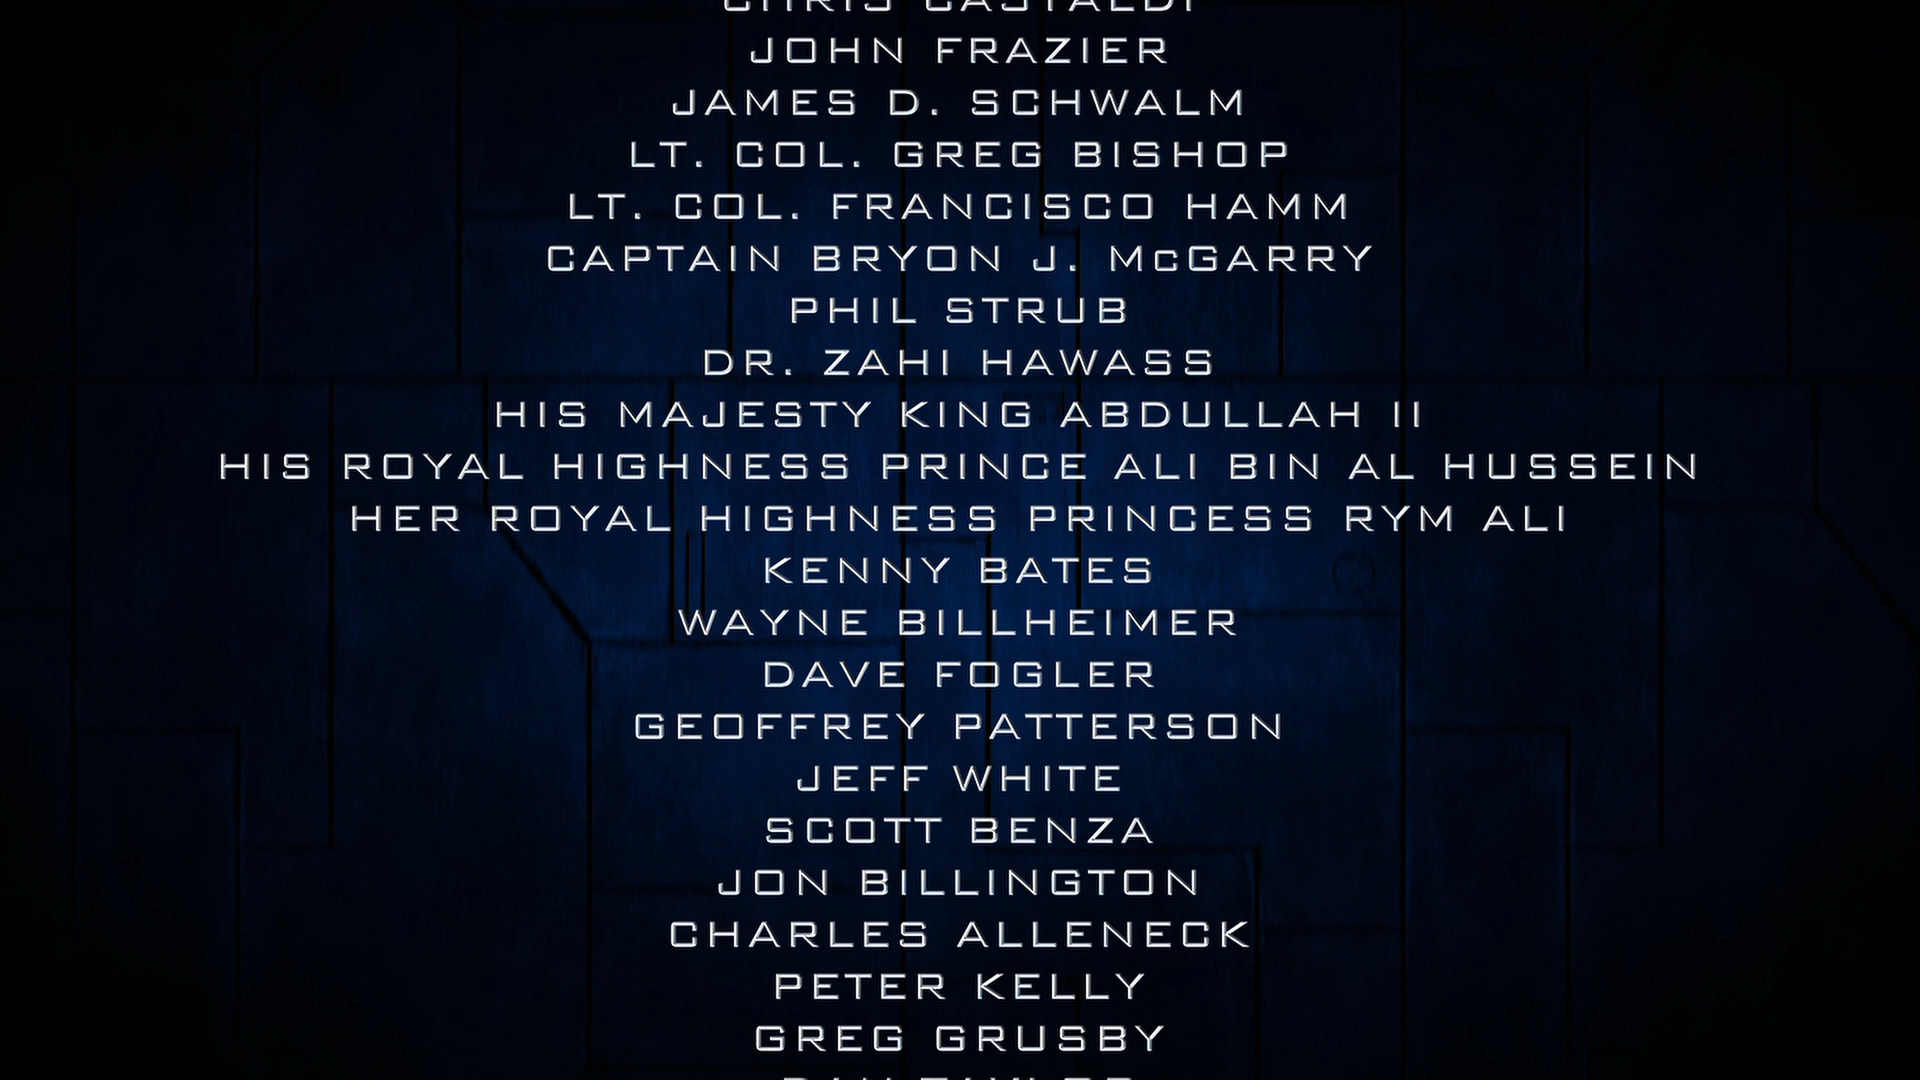 CHRIS CASTALDI
JOHN FRAZIER
JAMES D. SCHWALM
LT. COL. GREG BISHOP
LT. COL. FRANCISCO HAMM
CAPTAIN BRYON J. McGARRY
PHIL STRUB
DR. ZAHI HAWASS
HIS MAJESTY KING ABDULLAH II
HIS ROYAL HIGHNESS PRINCE ALI BIN AL HUSSEIN
HER ROYAL HIGHNESS PRINCESS RYM ALI
KENNY BATES
WAYNE BILLHEIMER
DAVE FOGLER
GEOFFREY PATTERSON
JEFF WHITE
SCOTT BENZA
JON BILLINGTON
CHARLES ALLENECK
PETER KELLY
GREG GRUSBY